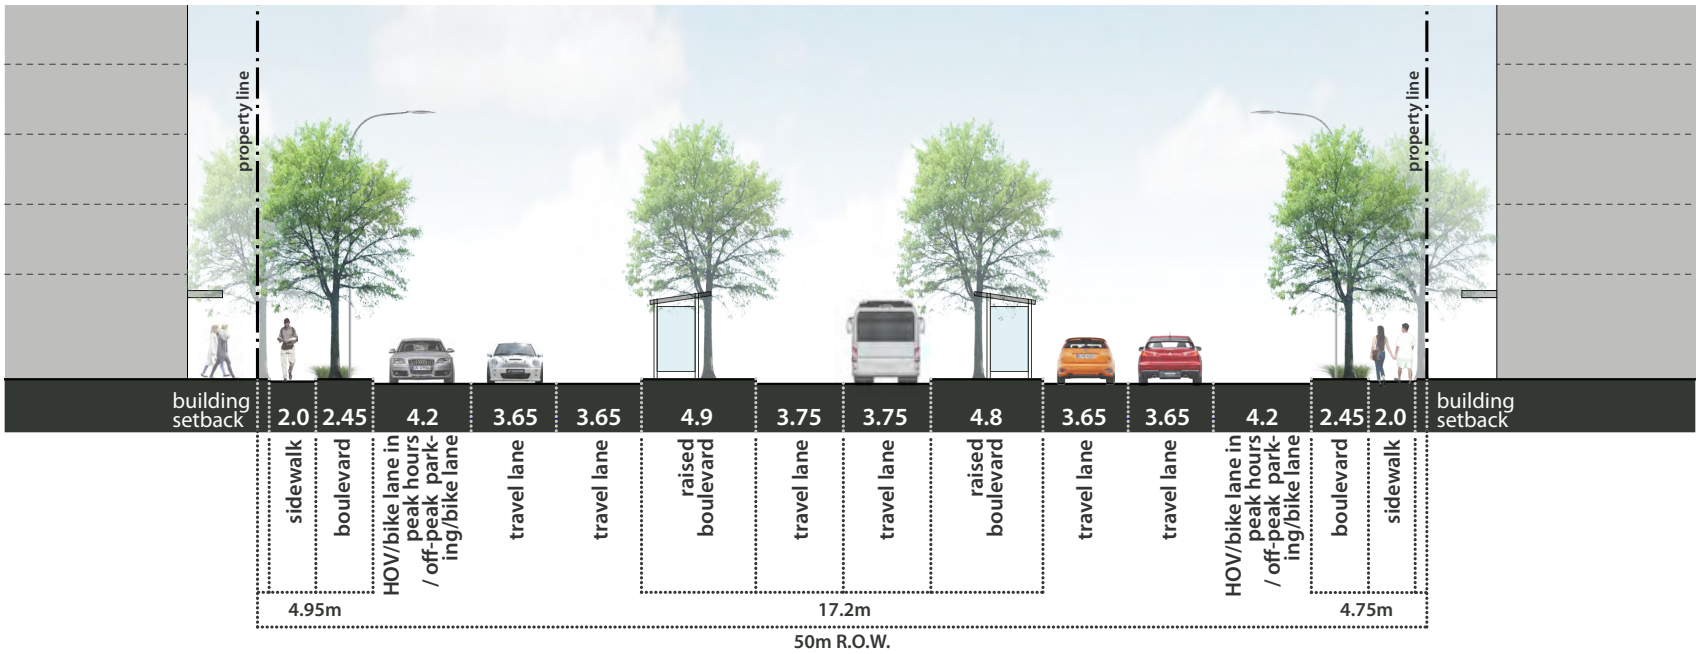 property line
property line
building
setback
2.0
2.45
4.2
3.65
3.65
4.9
3.75
3.75
4.8
3.65
3.65
4.2
2.45
2.0
building
setback
sidewalk
boulevard
HOV/bike lane in
peak hours
/ off-peak park-
ing/bike lane
travel lane
travel lane
raised
boulevard
travel lane
travel lane
raised
boulevard
travel lane
travel lane
HOV/bike lane in
peak hours
/ off-peak park-
ing/bike lane
boulevard
sidewalk
4.95m
17.2m
4.75m
50m R.O.W.